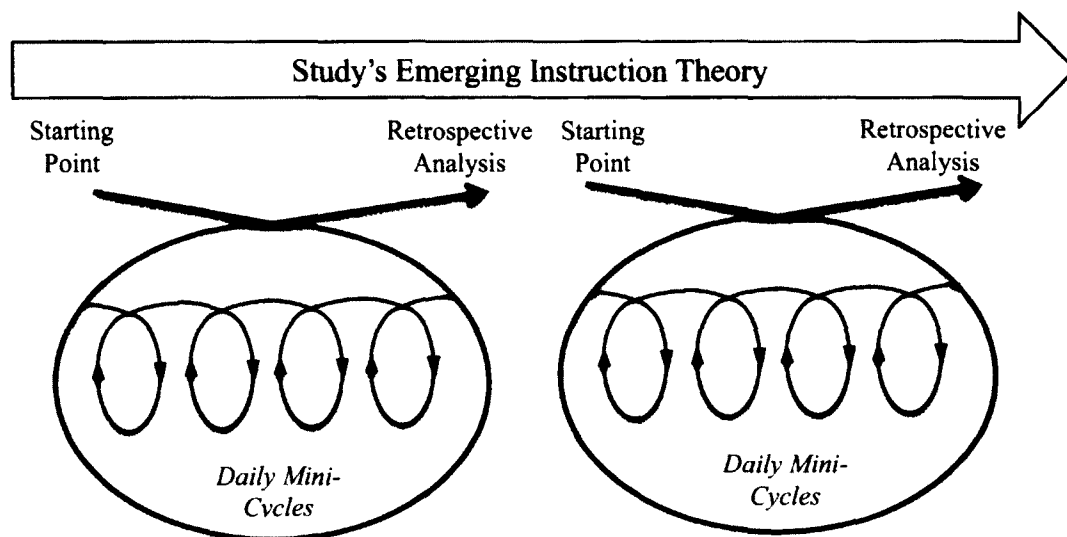 Study's Emerging Instruction Theory
Starting
Point
Retrospective
Analysis
Starting
Point
Retrospective
Analysis
Daily Mini-
Cycles
Daily Mini-
Cycles